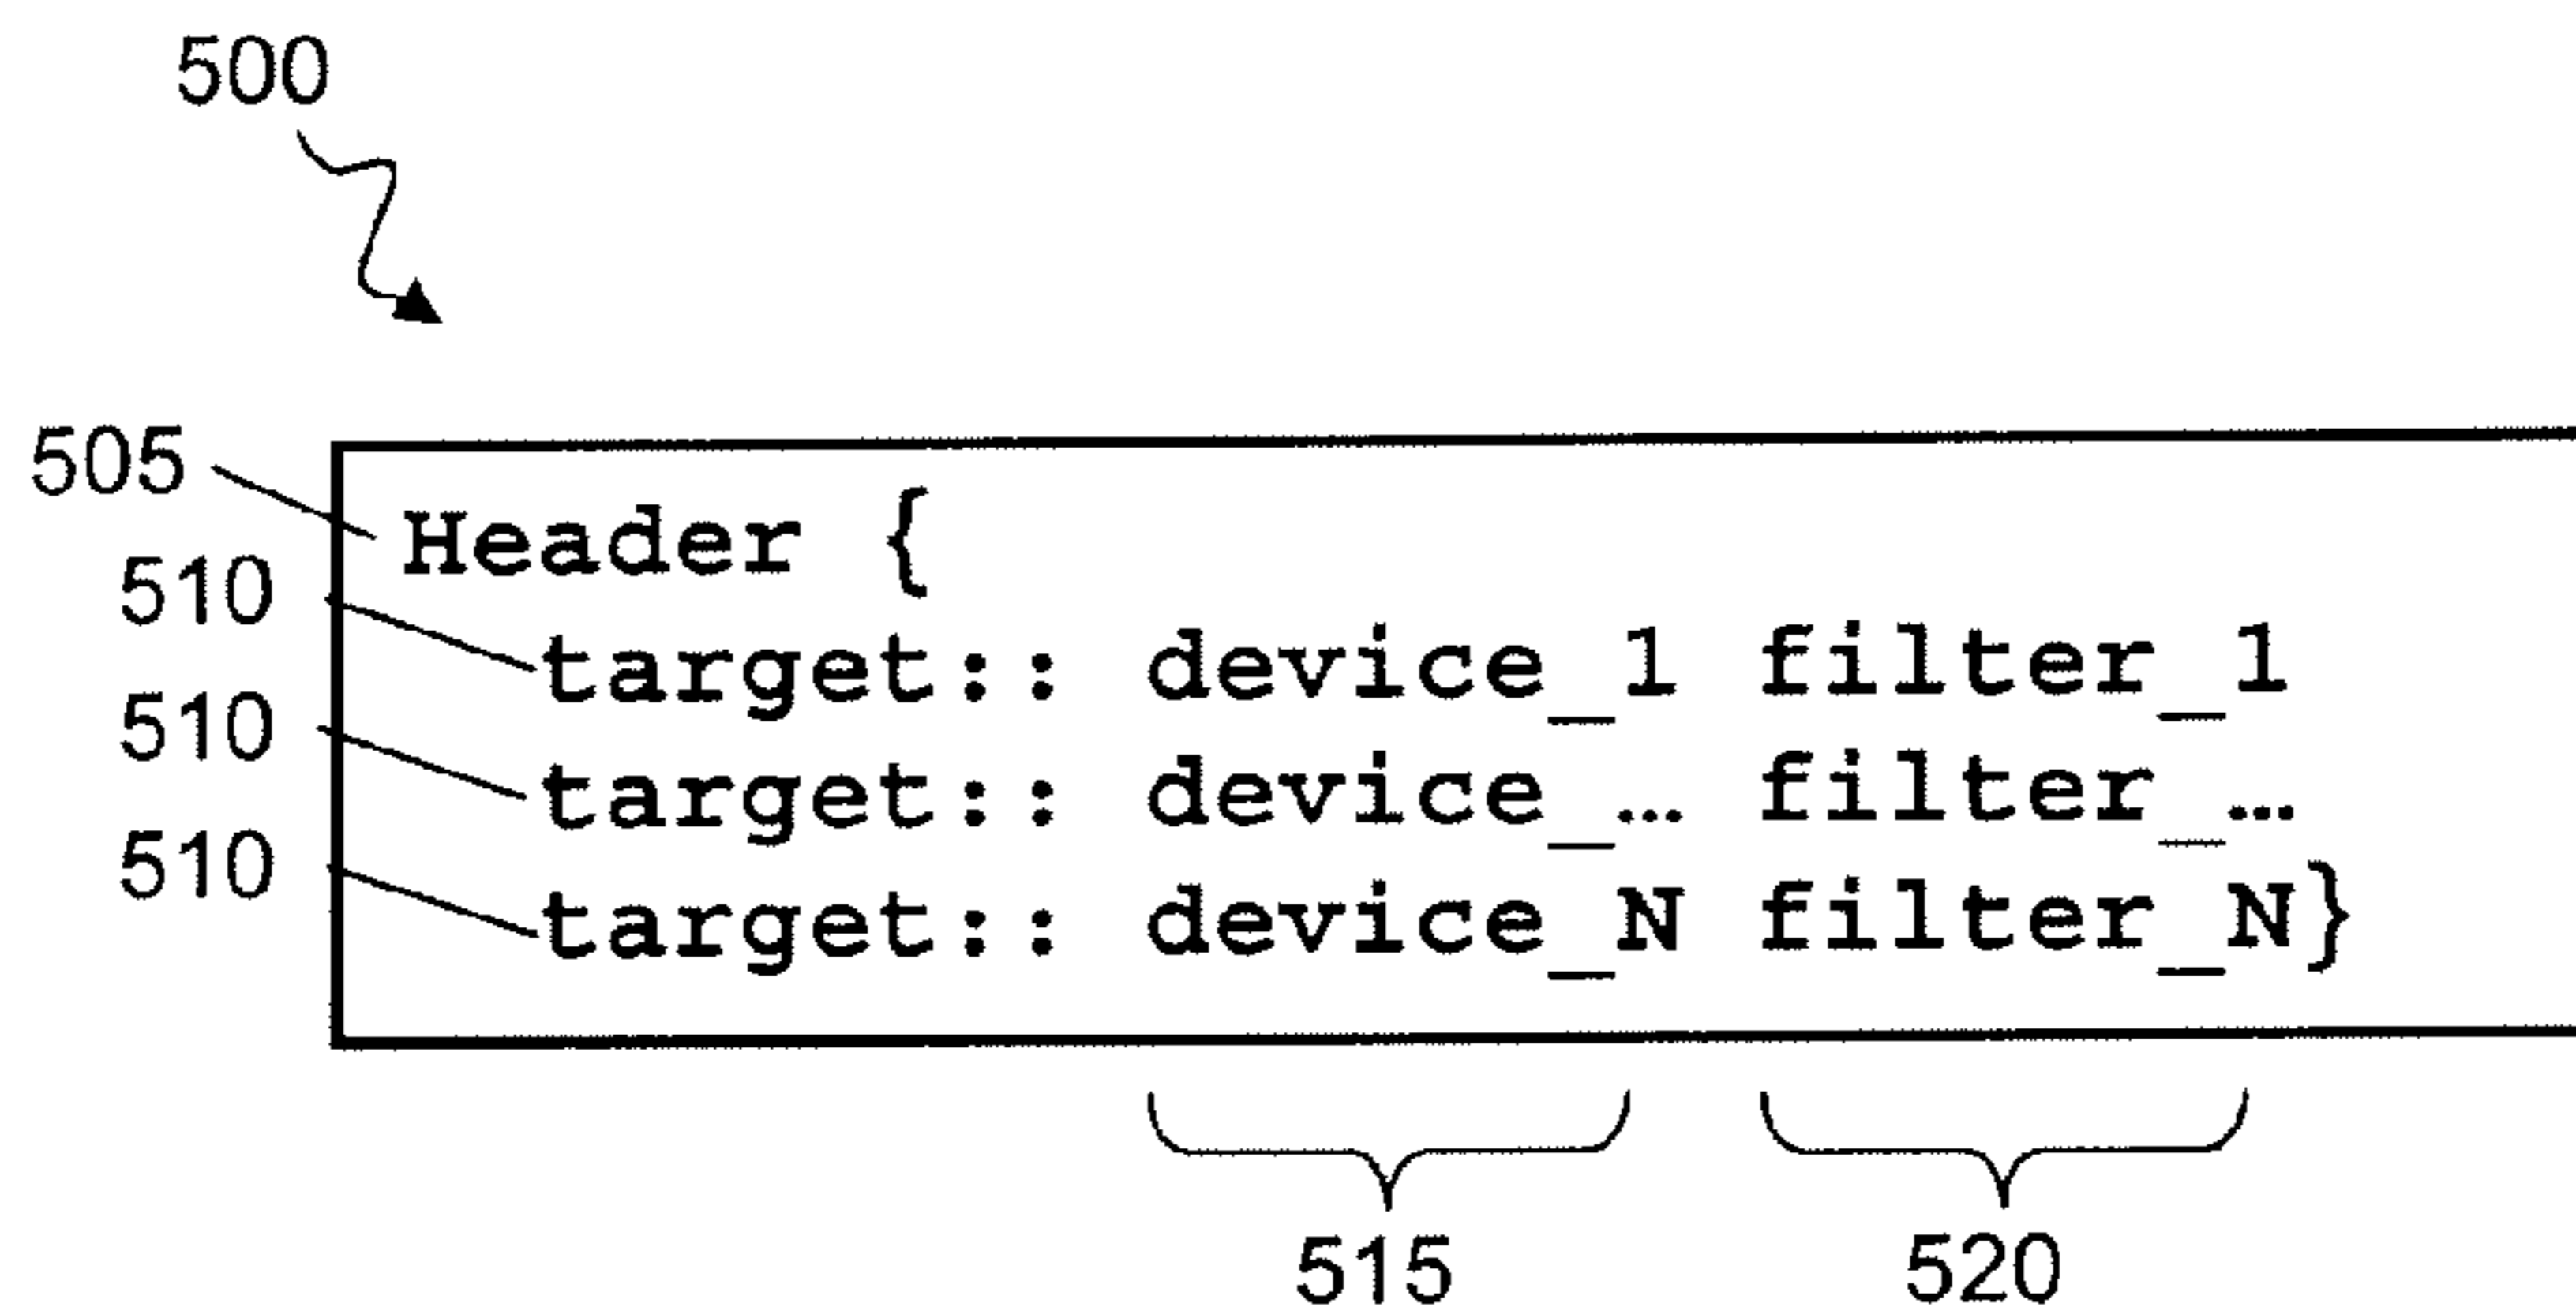 500
505
Header {
510
target:: device_1 filter_1
510
target:: device_… filter_…
510
target:: device_N filter_N}
515 520